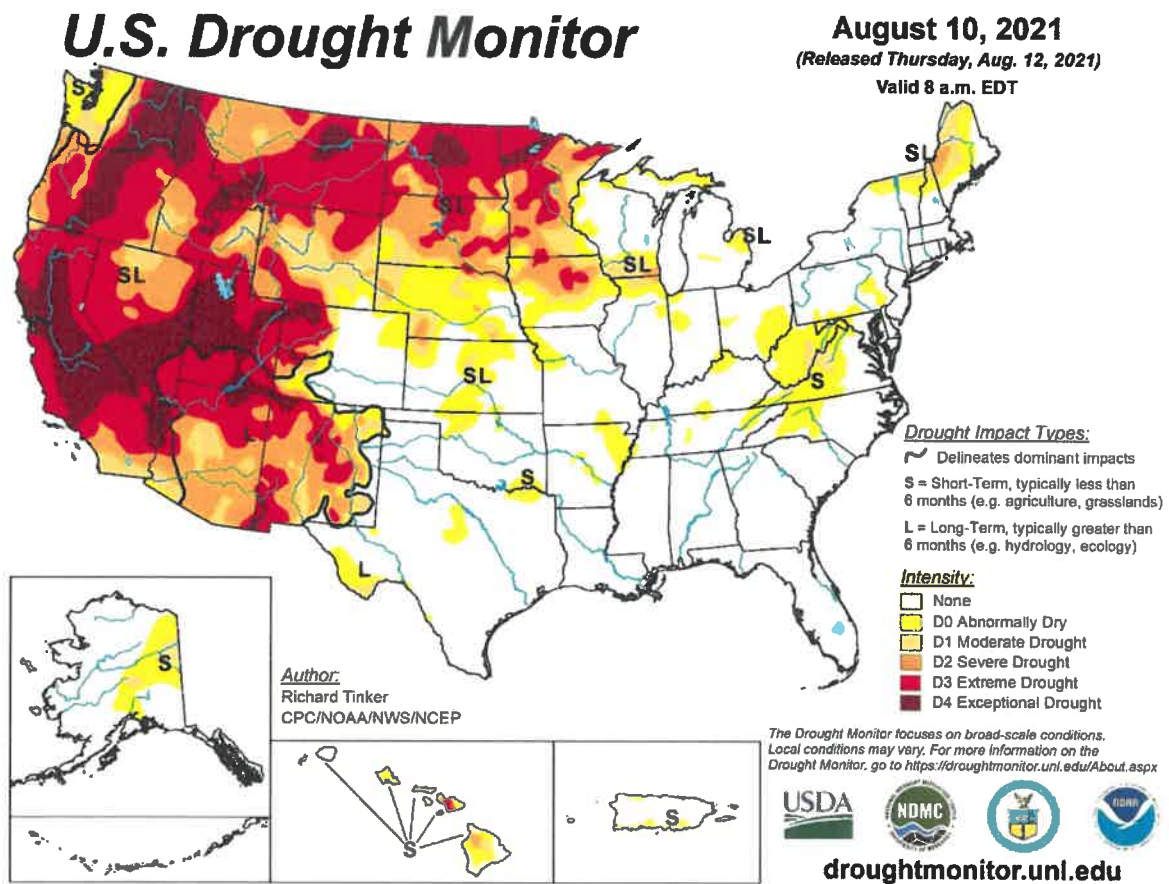 U.S. Drought Monitor
August 10, 2021
(Released Thursday, Aug. 12, 2021)
Valid 8 a.m. EDT
S
SL
SL
SL
SL
SL
SL
S
L
S
L
Drought Impact Types:
Delineates dominant impacts
S = Short-Term, typically less than
6 months (e.g. agriculture, grasslands)
L = Long-Term, typically greater than
6 months (e.g. hydrology, ecology)
Intensity:
None
D0 Abnormally Dry
D1 Moderate Drought
D2 Severe Drought
D3 Extreme Drought
D4 Exceptional Drought
S
Author:
Richard Tinker
CPC/NOAA/NWS/NCEP
S
S
The Drought Monitor focuses on broad-scale conditions.
Local conditions may vary. For more information on the
Drought Monitor, go to https://droughtmonitor.unl.edu/About.aspx
USDA
NDMC
NOAA
droughtmonitor.unl.edu